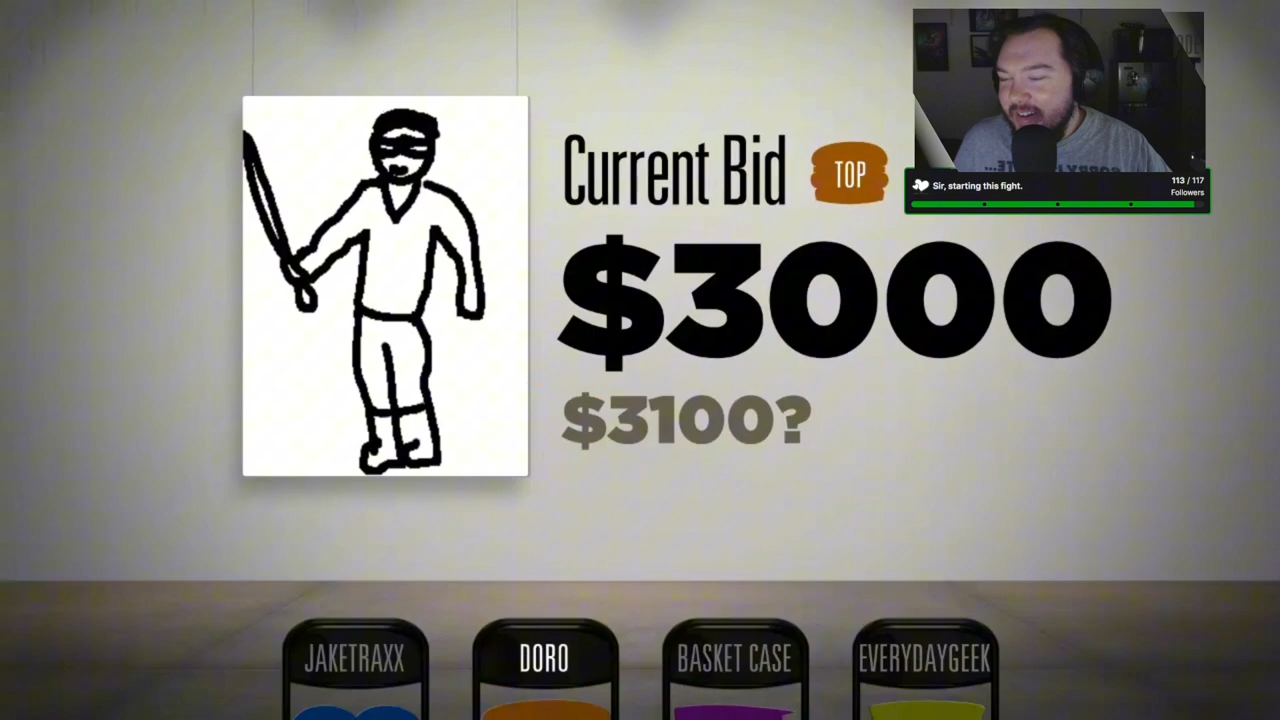 Current Bid
TOP
$3000
$3100?
Sir, starting this fight.
113 / 117
Followers
JAKETRAXX
DORO
BASKET CASE
EVERYDAYGEEK